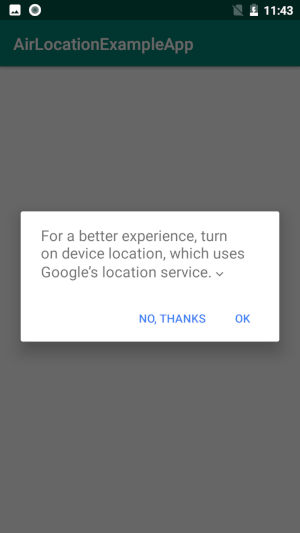 11:43
AirLocationExampleApp
For a better experience, turn
on device location, which uses
Google's location service.
NO, THANKS OK